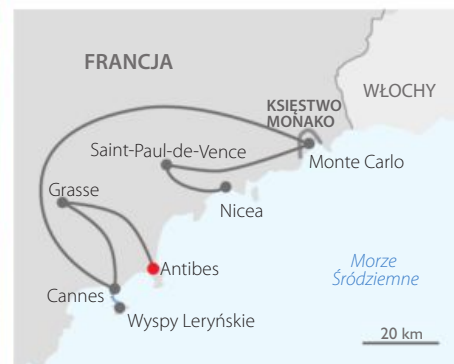 FRANCJA
WŁOCHY
KSIĘSTWO
MONAKO
Saint-Paul-de-Vence
Monte Carlo
Grasse
Nicea
Antibes
Morze
Śródziemne
Cannes
Wyspy Leryńskie
20 km